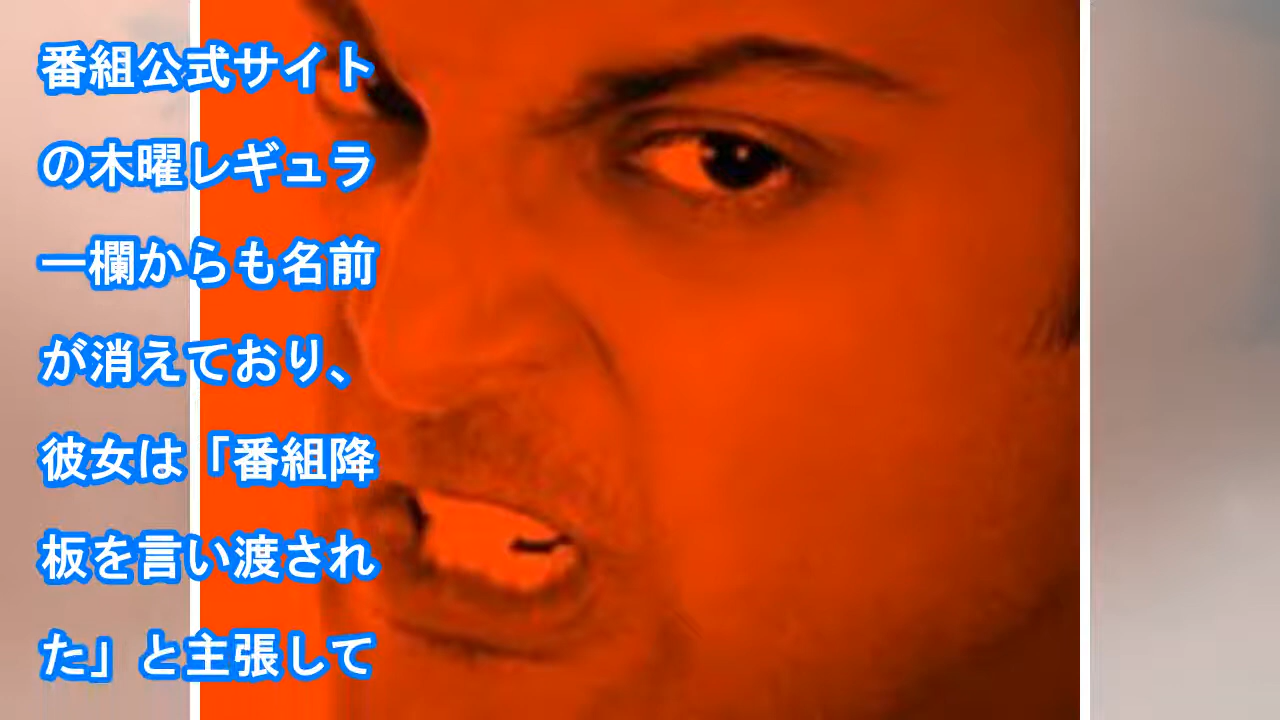 番組公式サイト
の木曜レギュラ
ー欄からも名前
が消えており、
彼女は「番組降
板を言い渡され
た」と主張して